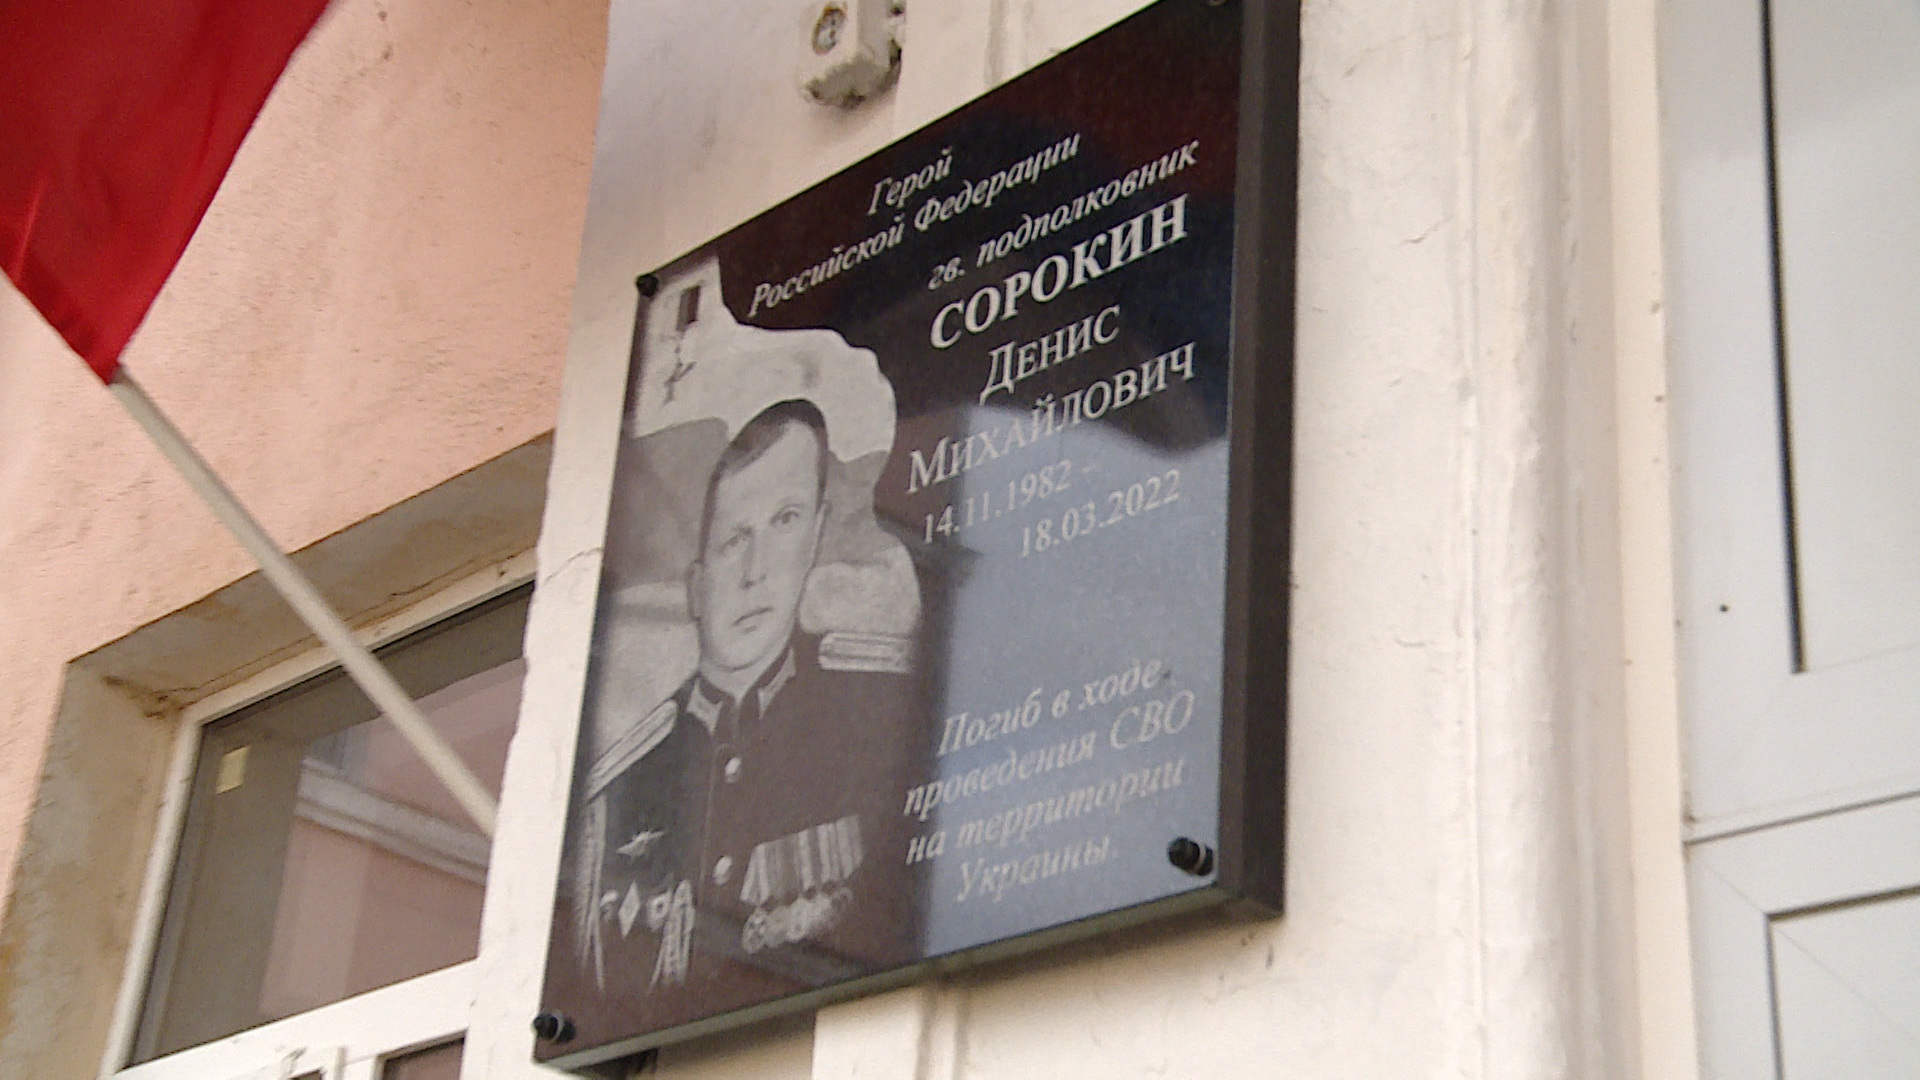 Герой
Российской Федерации
гв. подполковник
СОРОКИН
ДЕНИС
МИХАЙЛОВИЧ
14.11.1982 –
18.03.2022
Погиб в ходе
проведения СВО
на территории
Украины.